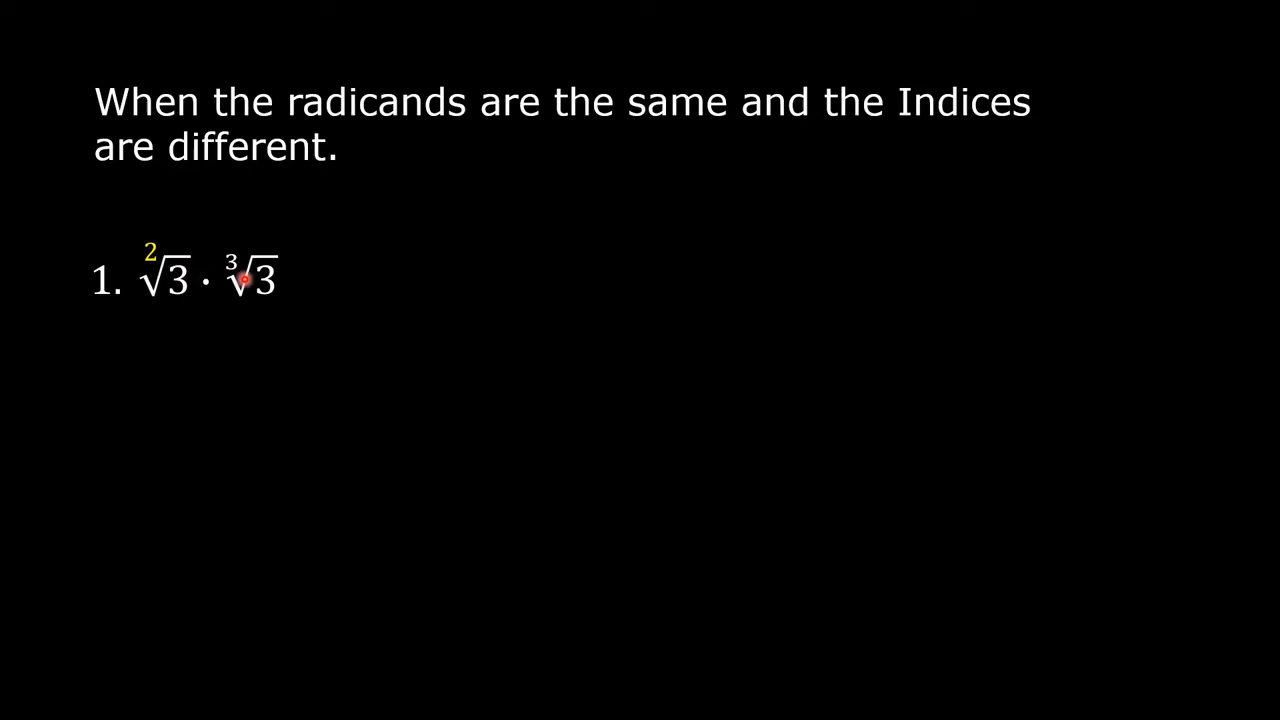 When the radicands are the same and the Indices
are different.
1. ²√3 · ³√3